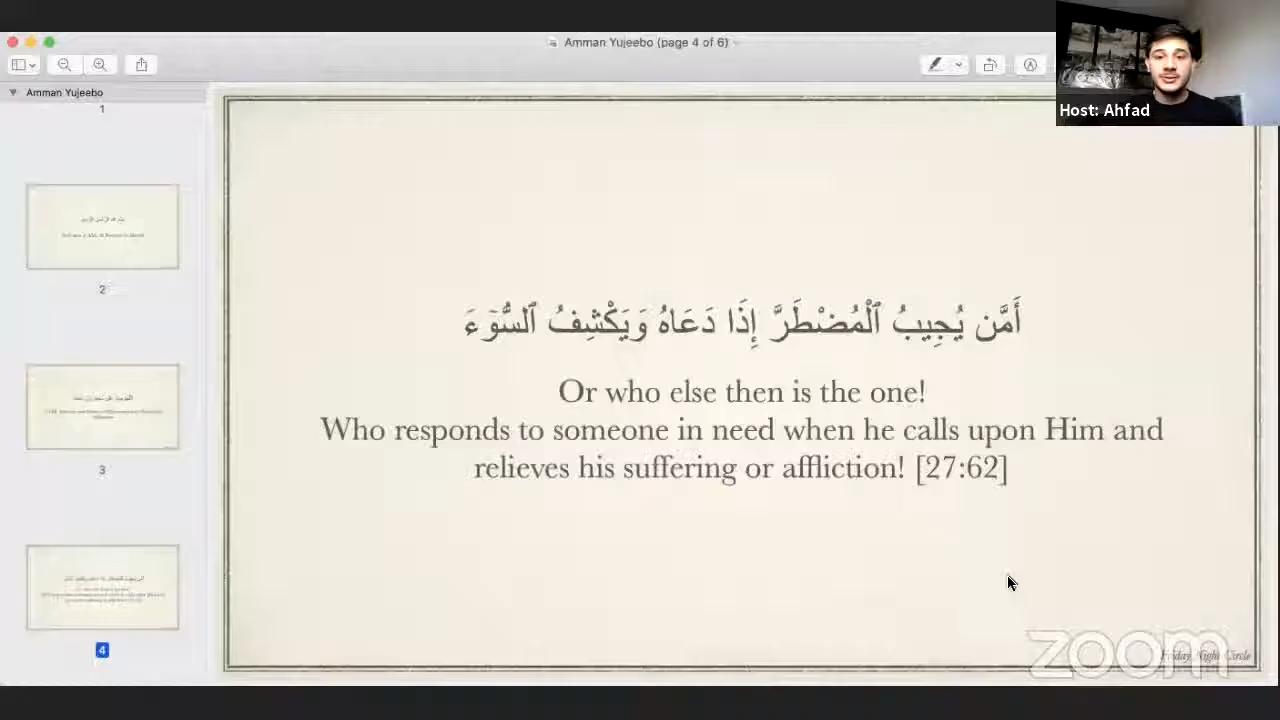 Amman Yujeebo (page 4 of 6)
Host: Ahfad
Amman Yujeebo
1
2
3
4
أَمَّن يُجِيبُ ٱلْمُضْطَرَّ إِذَا دَعَاهُ وَيَكْشِفُ ٱلسُّوٓءَ
Or who else then is the one!
Who responds to someone in need when he calls upon Him and
relieves his suffering or affliction! [27:62]
Friday Night Circle
zoom